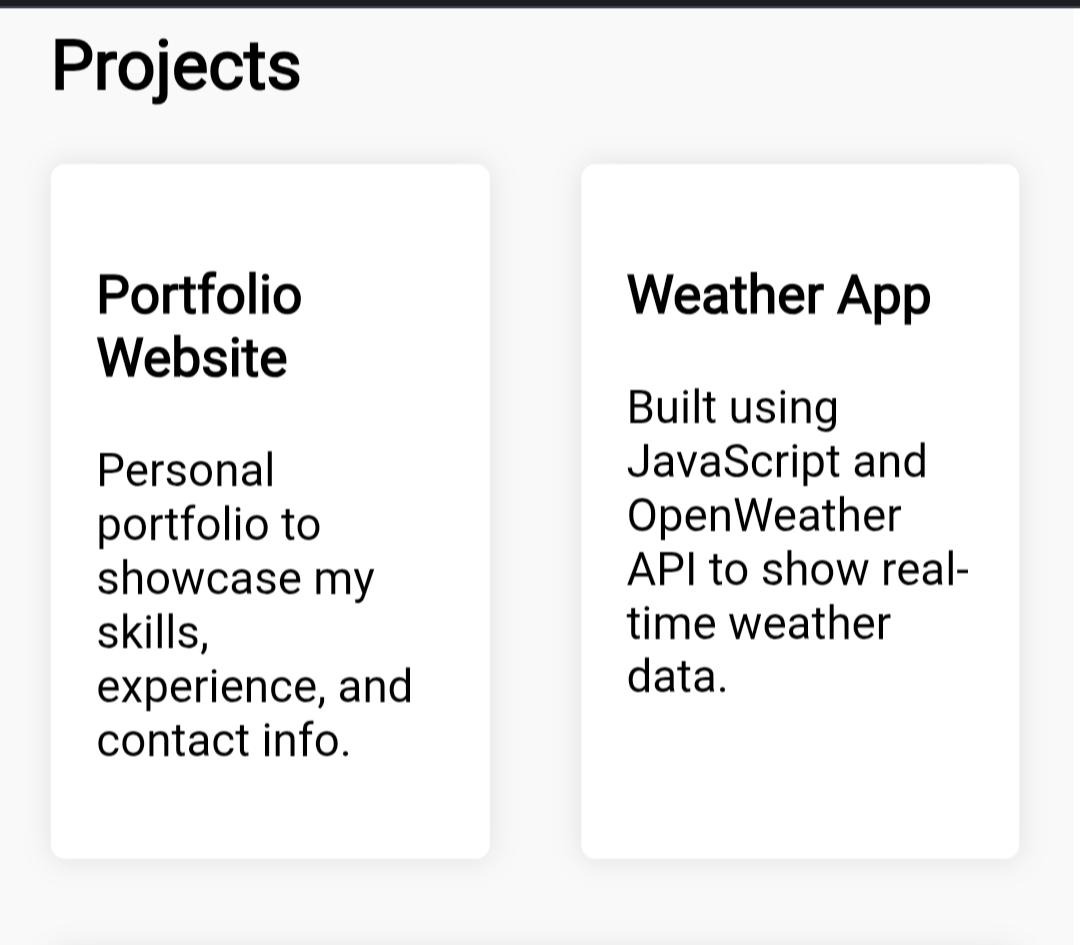 Projects
Portfolio
Website
Personal
portfolio to
showcase my
skills,
experience, and
contact info.
Weather App
Built using
JavaScript and
OpenWeather
API to show real-
time weather
data.